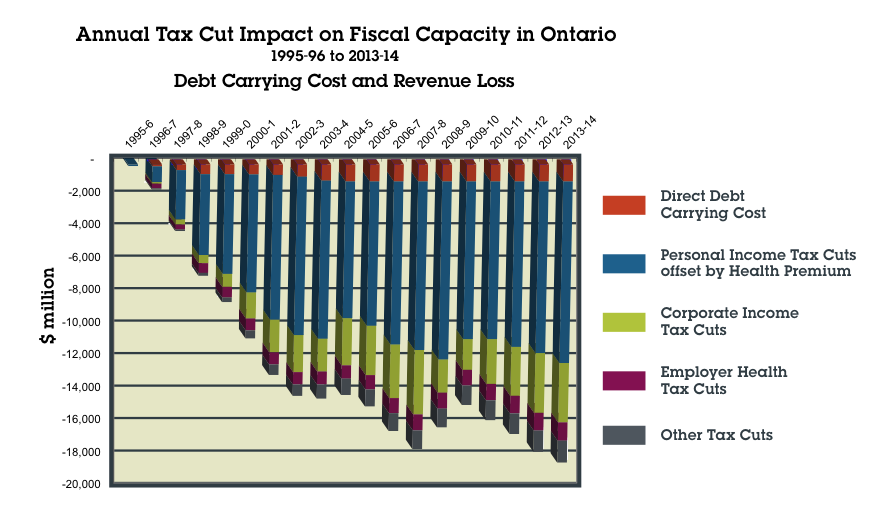 Annual Tax Cut Impact on Fiscal Capacity in Ontario
1995-96 to 2013-14
Debt Carrying Cost and Revenue Loss
1995-6
1996-7
1997-8
1998-9
1999-0
2000-1
2001-2
2002-3
2003-4
2004-5
2005-6
2006-7
2007-8
2008-9
2009-10
2010-11
2011-12
2012-13
2013-14
-
-2,000
-4,000
-6,000
-8,000
-10,000
-12,000
-14,000
-16,000
-18,000
-20,000
$ million
Direct Debt
Carrying Cost
Personal Income Tax Cuts
offset by Health Premium
Corporate Income
Tax Cuts
Employer Health
Tax Cuts
Other Tax Cuts